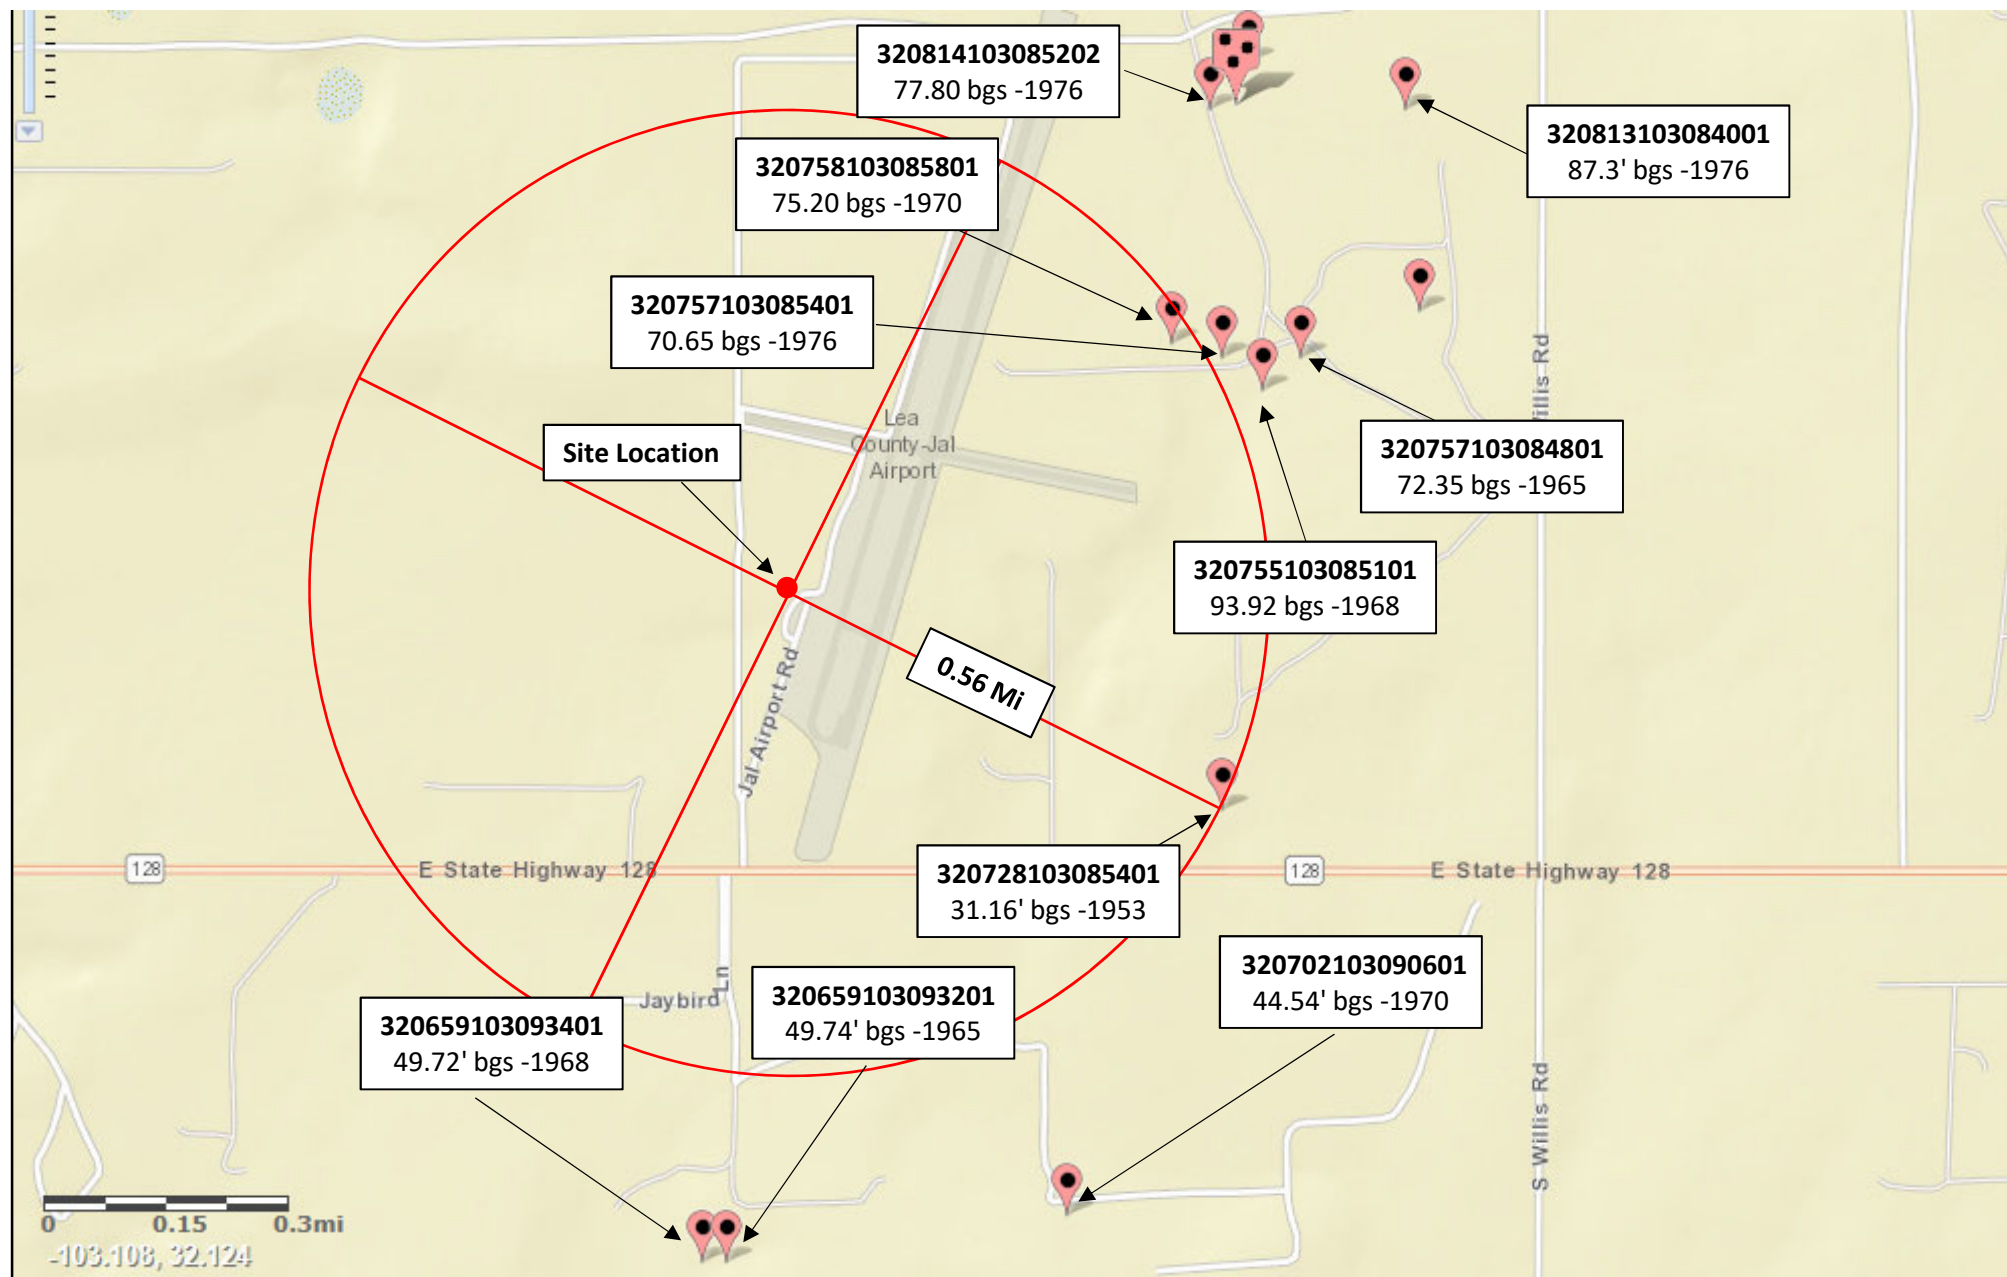 320814103085202
77.80 bgs -1976
320813103084001
87.3' bgs -1976
320758103085801
75.20 bgs -1970
320757103085401
70.65 bgs -1976
Lea
County-Jal
Airport
illis Rd
Site Location
320757103084801
72.35 bgs -1965
320755103085101
93.92 bgs -1968
0.56 Mi
Jal Airport Rd
128
E State Highway 128
128
E State Highway 128
320728103085401
31.16' bgs -1953
320702103090601
44.54' bgs -1970
Jaybird Ln
320659103093201
49.74' bgs -1965
320659103093401
49.72' bgs -1968
S Willis Rd
0 0.15 0.3mi
-103.108, 32.124